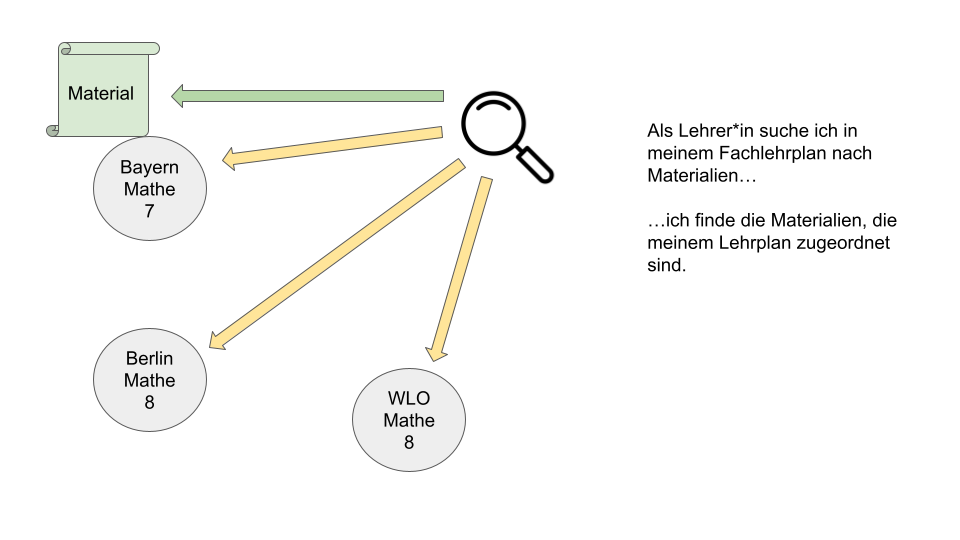 Material
Bayern
Mathe
7
Berlin
Mathe
8
WLO
Mathe
8
Als Lehrer*in suche ich in
meinem Fachlehrplan nach
Materialien…
…ich finde die Materialien, die
meinem Lehrplan zugeordnet
sind.